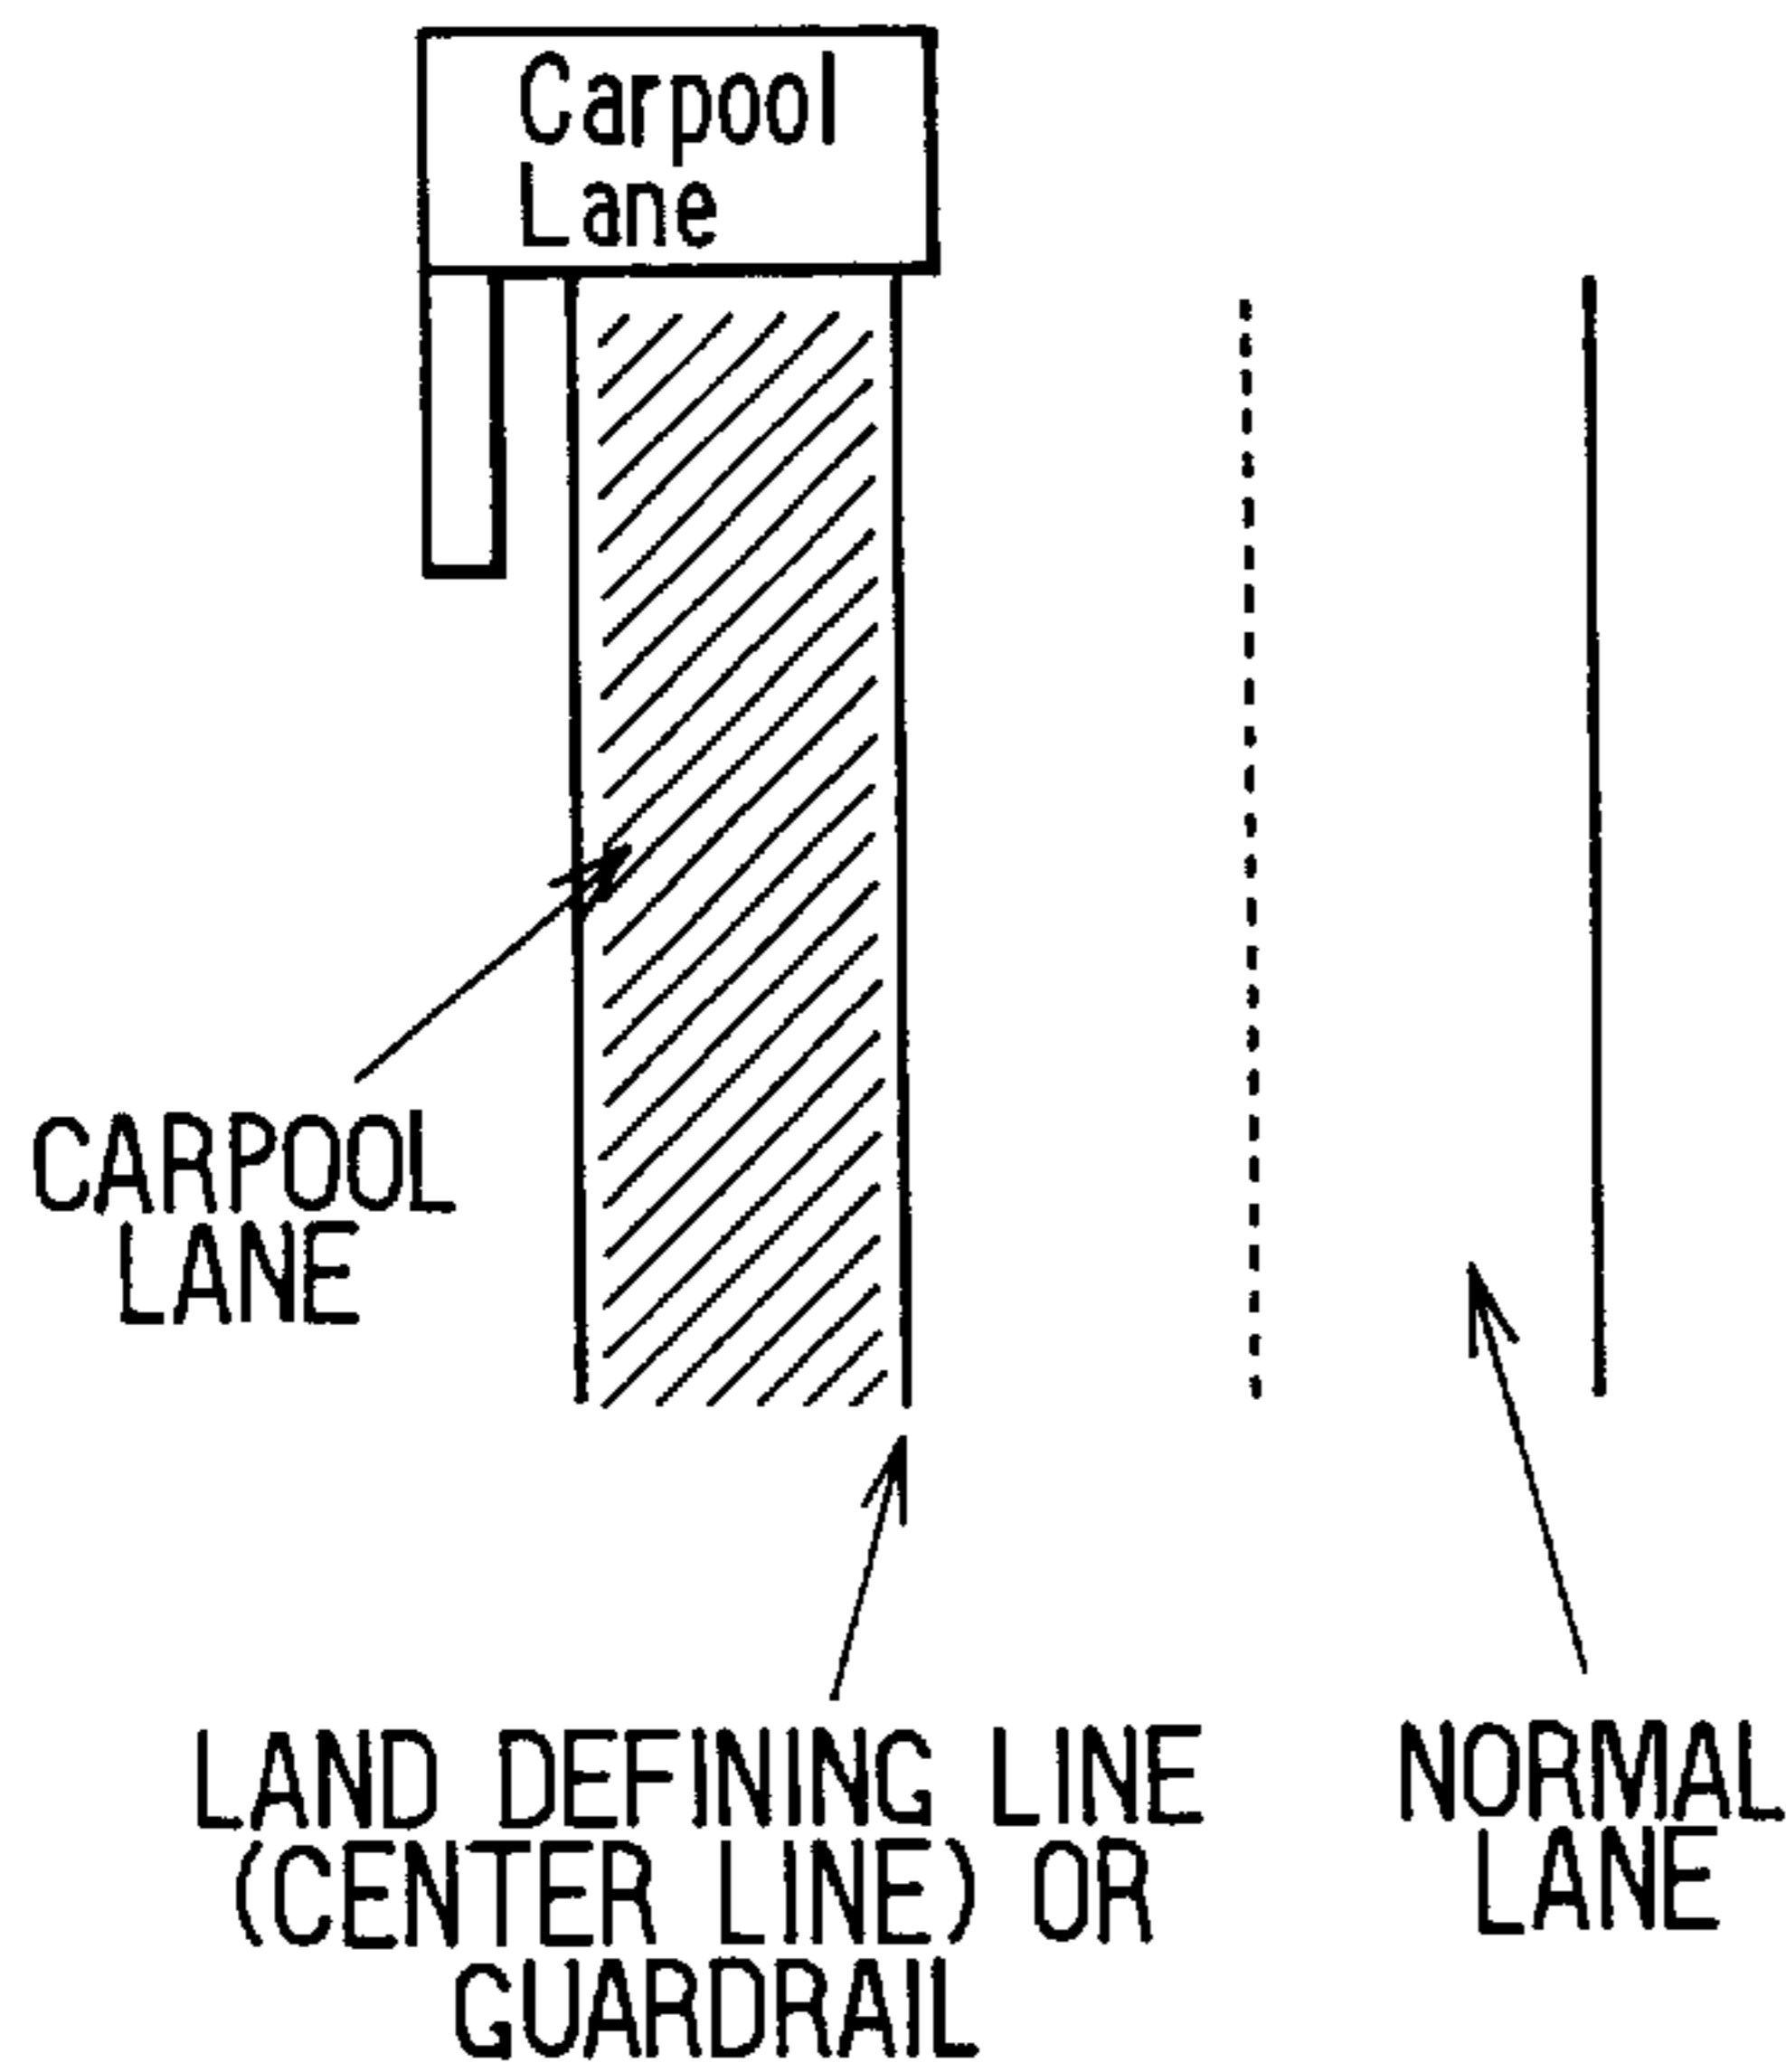 Carpool
Lane
CARPOOL
LANE
LAND DEFINING LINE
(CENTER LINE) OR
GUARDRAIL
NORMAL
LANE